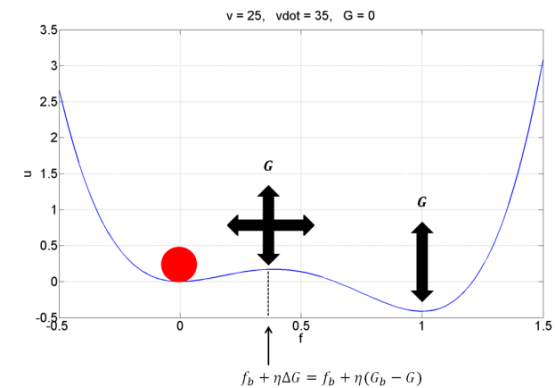 v = 25, vdot = 35, G = 0
3.5
3
2.5
2
1.5
1
0.5
0
-0.5
u
G
G
-0.5
0
0.5
1
1.5
f
f_b + ηΔG = f_b + η(G_b − G)